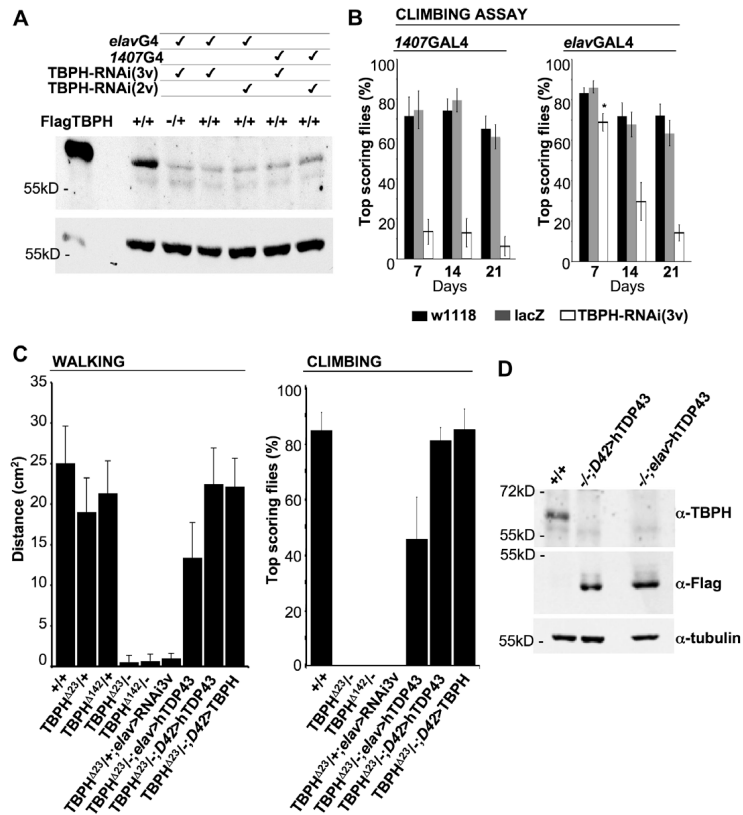 A
elavG4 ✓ ✓ ✓
1407G4 ✓ ✓
TBPH-RNAi(3v) ✓ ✓ ✓
TBPH-RNAi(2v) ✓ ✓
FlagTBPH +/+ -/+ +/+ +/+ +/+ +/+
55kD -
55kD -
B
CLIMBING ASSAY
1407GAL4
elavGAL4
Top scoring flies (%)
100
80
60
40
20
0
7 14 21
Days
Top scoring flies (%)
100
80
60
40
20
0
*
7 14 21
Days
w1118 lacZ TBPH-RNAi(3v)
C
WALKING
Distance (cm²)
35
30
25
20
15
10
5
0
+/+
TBPHΔ23/+
TBPHΔ142/+
TBPHΔ23/-
TBPHΔ142/-
TBPHΔ23/+;elav>RNAi3v
TBPHΔ23/-;elav>hTDP43
TBPHΔ23/-;D42>hTDP43
TBPHΔ23/-;D42>TBPH
CLIMBING
Top scoring flies (%)
100
80
60
40
20
0
+/+
TBPHΔ23/-
TBPHΔ142/-
TBPHΔ23/+;elav>RNAi3v
TBPHΔ23/-;elav>hTDP43
TBPHΔ23/-;D42>hTDP43
TBPHΔ23/-;D42>TBPH
D
+/+
-/-;D42>hTDP43
-/-;elav>hTDP43
72kD -
α-TBPH
55kD -
55kD -
α-Flag
55kD -
α-tubulin